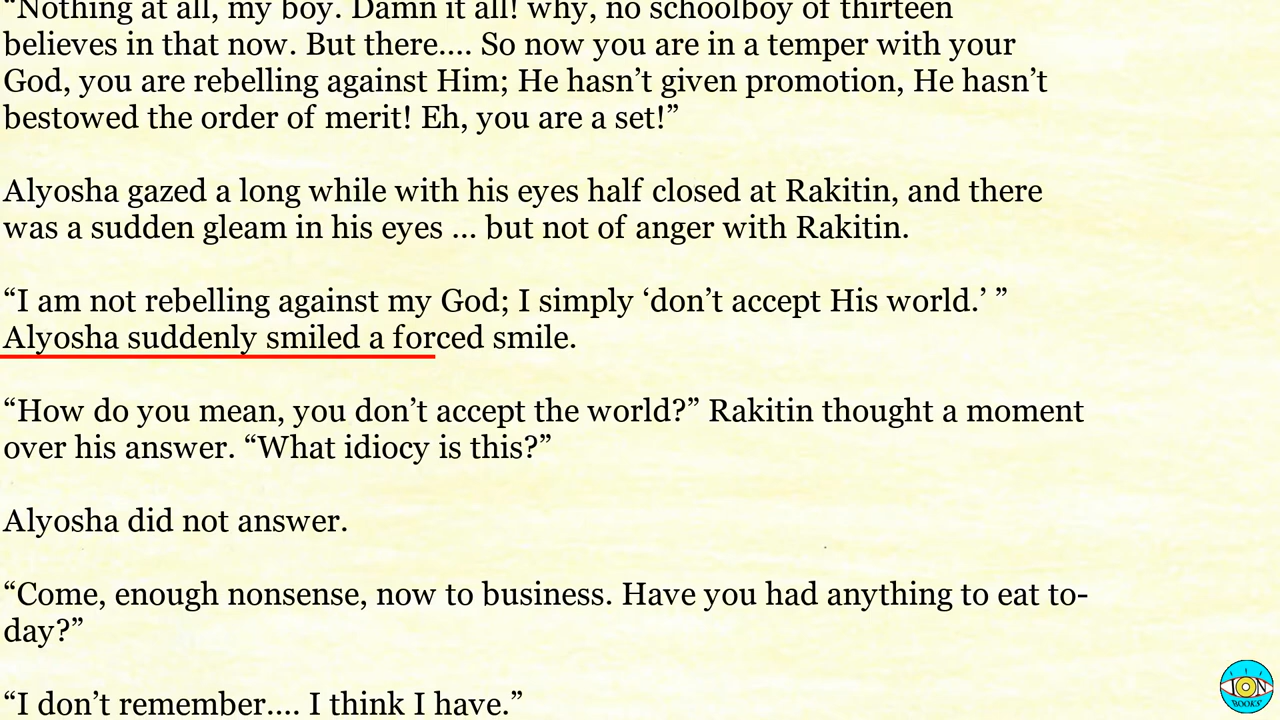 “Nothing at all, my boy. Damn it all! why, no schoolboy of thirteen
believes in that now. But there.... So now you are in a temper with your
God, you are rebelling against Him; He hasn’t given promotion, He hasn’t
bestowed the order of merit! Eh, you are a set!”
Alyosha gazed a long while with his eyes half closed at Rakitin, and there
was a sudden gleam in his eyes ... but not of anger with Rakitin.
“I am not rebelling against my God; I simply ‘don’t accept His world.’ ”
Alyosha suddenly smiled a forced smile.
“How do you mean, you don’t accept the world?” Rakitin thought a moment
over his answer. “What idiocy is this?”
Alyosha did not answer.
“Come, enough nonsense, now to business. Have you had anything to eat to-
day?”
“I don’t remember.... I think I have.”
ION
BOOKS